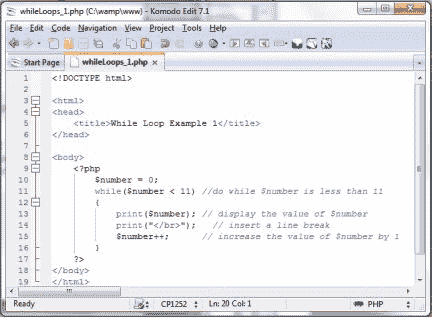 whileLoops_1.php (C:\wamp\www) - Komodo Edit 7.1
File Edit Code Navigation View Project Tools Help
Start Page whileLoops_1.php
1 <!DOCTYPE html>
2
3 <html>
4 <head>
5 <title>While Loop Example 1</title>
6 </head>
7
8 <body>
9 <?php
10 $number = 0;
11 while($number < 11) //do while $number is less than 11
12 {
13 print($number); // display the value of $number
14 print("</br>"); // insert a line break
15 $number++; // increase the value of $number by 1
16 }
17 ?>
18 </body>
19 </html>
Ready CP1252 Ln: 20 Col: 1 PHP